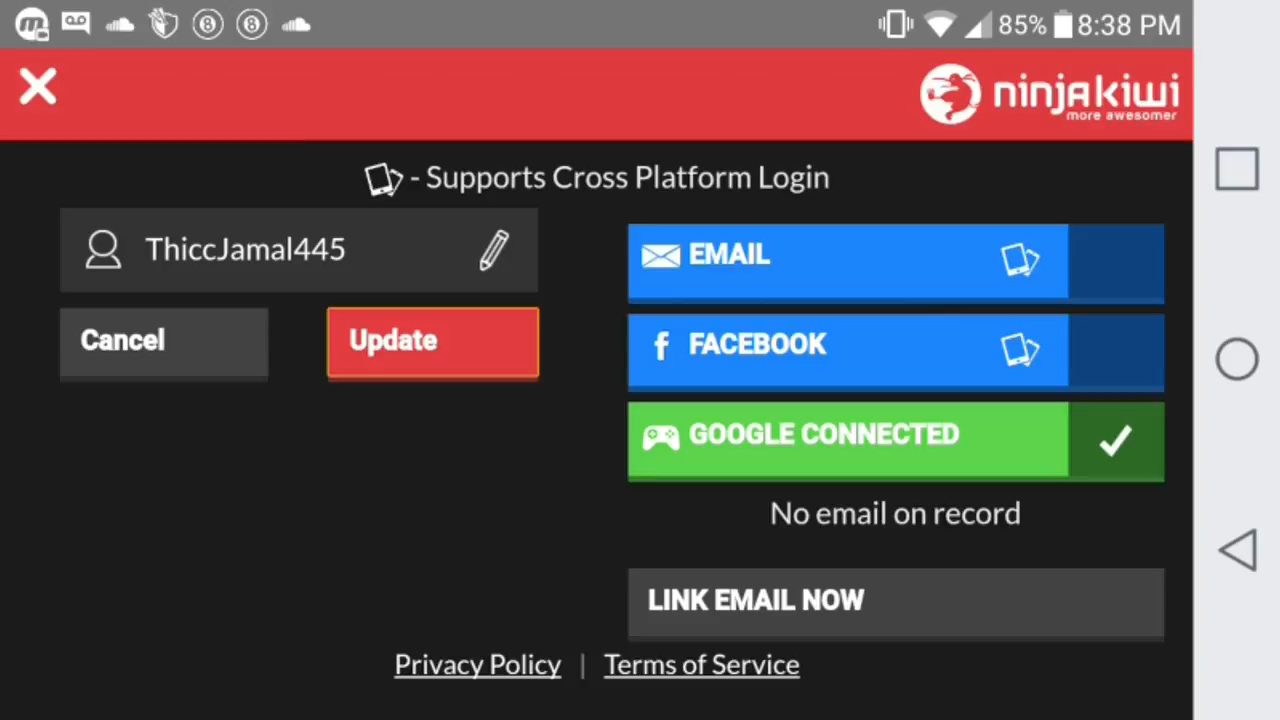 85% 8:38 PM
ninjakiwi
more awesomer
- Supports Cross Platform Login
ThiccJamal445
Cancel
Update
EMAIL
FACEBOOK
GOOGLE CONNECTED
No email on record
LINK EMAIL NOW
Privacy Policy | Terms of Service